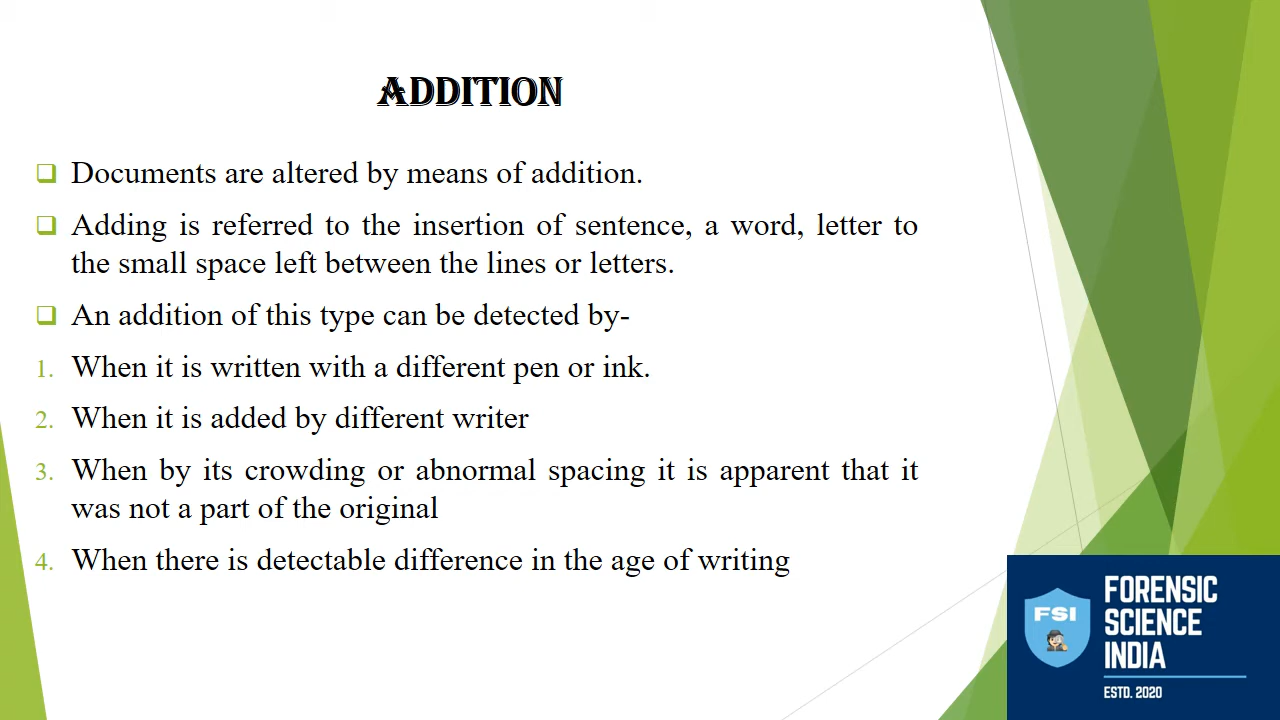 ADDITION
Documents are altered by means of addition.
Adding is referred to the insertion of sentence, a word, letter to
the small space left between the lines or letters.
An addition of this type can be detected by-
1. When it is written with a different pen or ink.
2. When it is added by different writer
3. When by its crowding or abnormal spacing it is apparent that it
was not a part of the original
4. When there is detectable difference in the age of writing
FSI
FORENSIC
SCIENCE
INDIA
ESTD. 2020